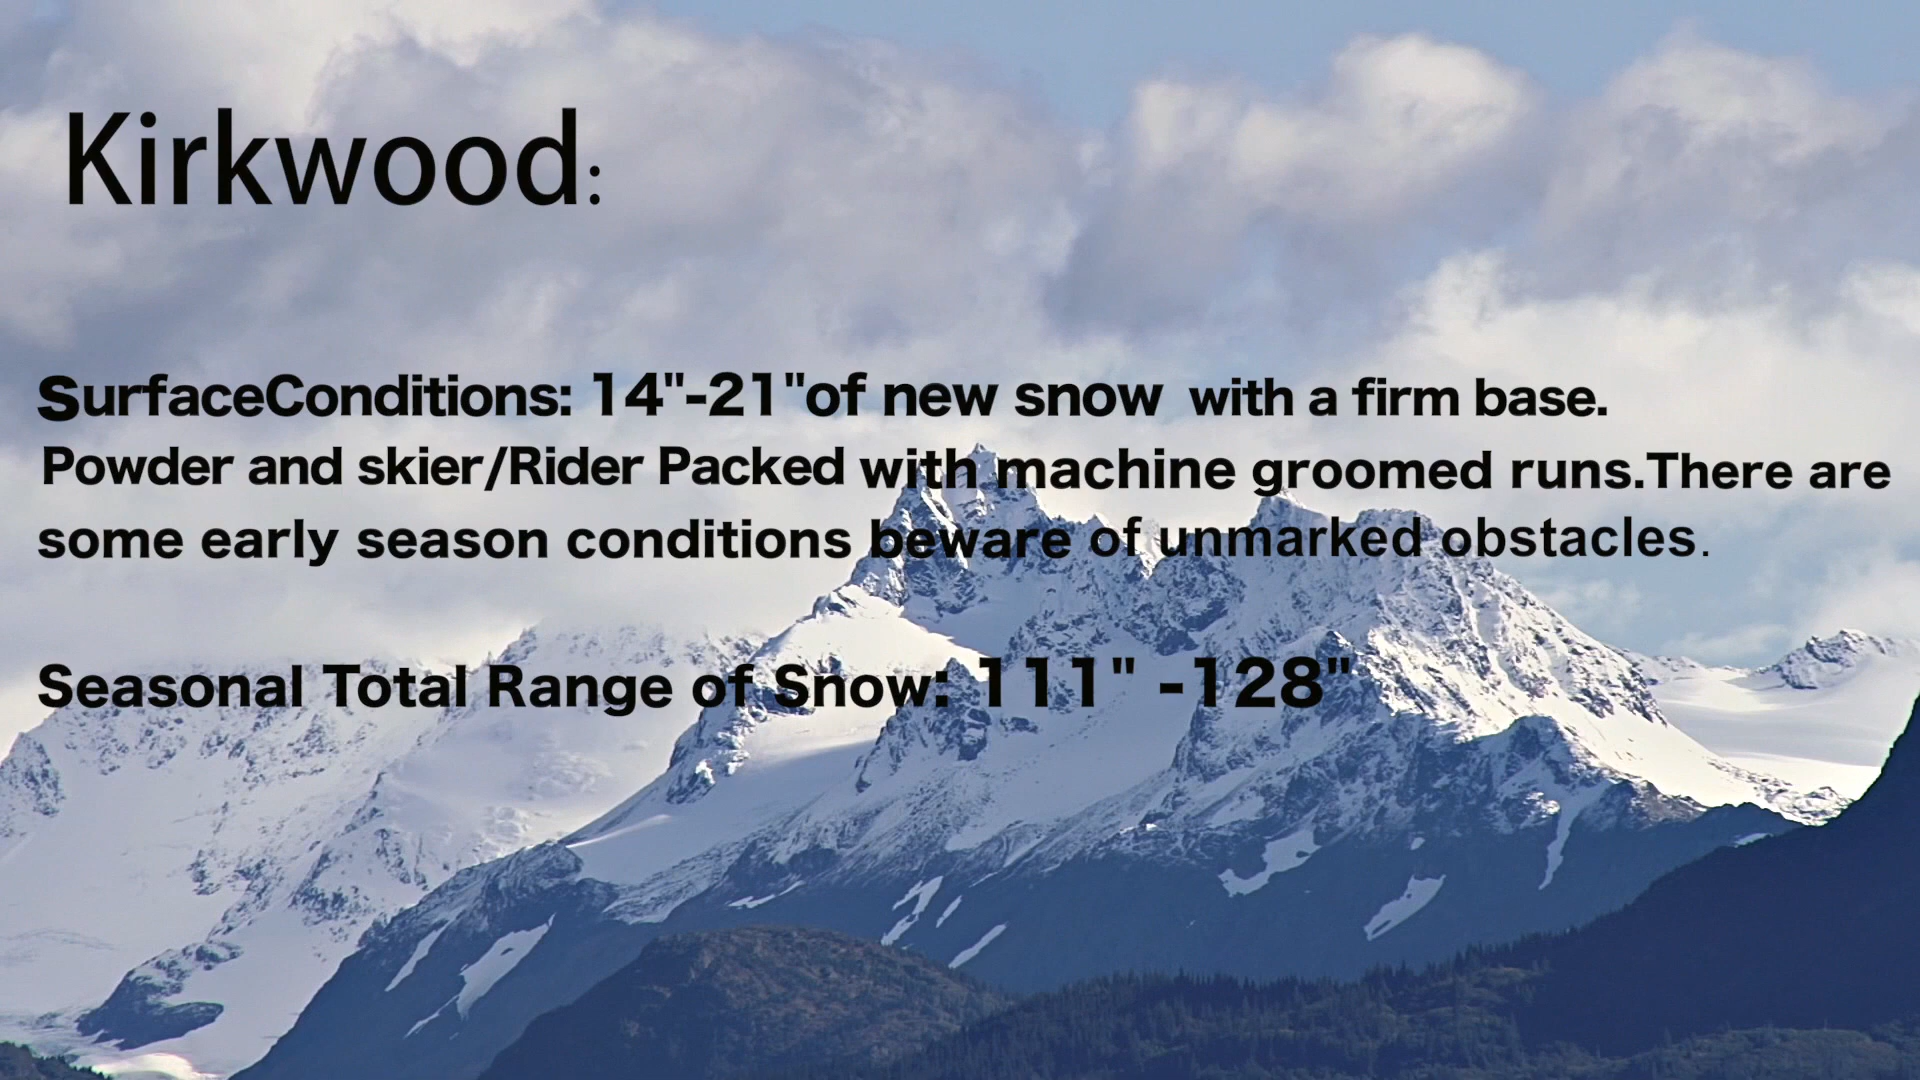 Kirkwood:
SurfaceConditions: 14"-21"of new snow with a firm base.
Powder and skier/Rider Packed with machine groomed runs.There are
some early season conditions beware of unmarked obstacles.
Seasonal Total Range of Snow: 111" -128"